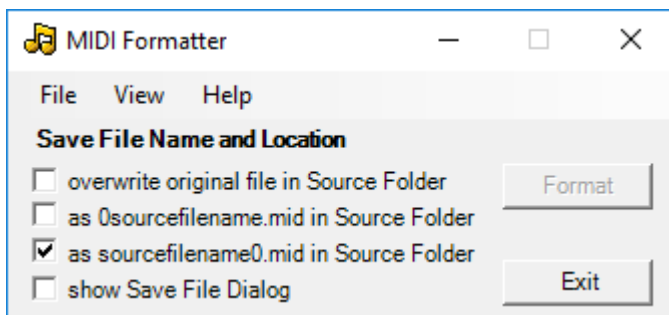 MIDI Formatter
File View Help
Save File Name and Location
overwrite original file in Source Folder
Format
as 0sourcefilename.mid in Source Folder
as sourcefilename0.mid in Source Folder
show Save File Dialog
Exit